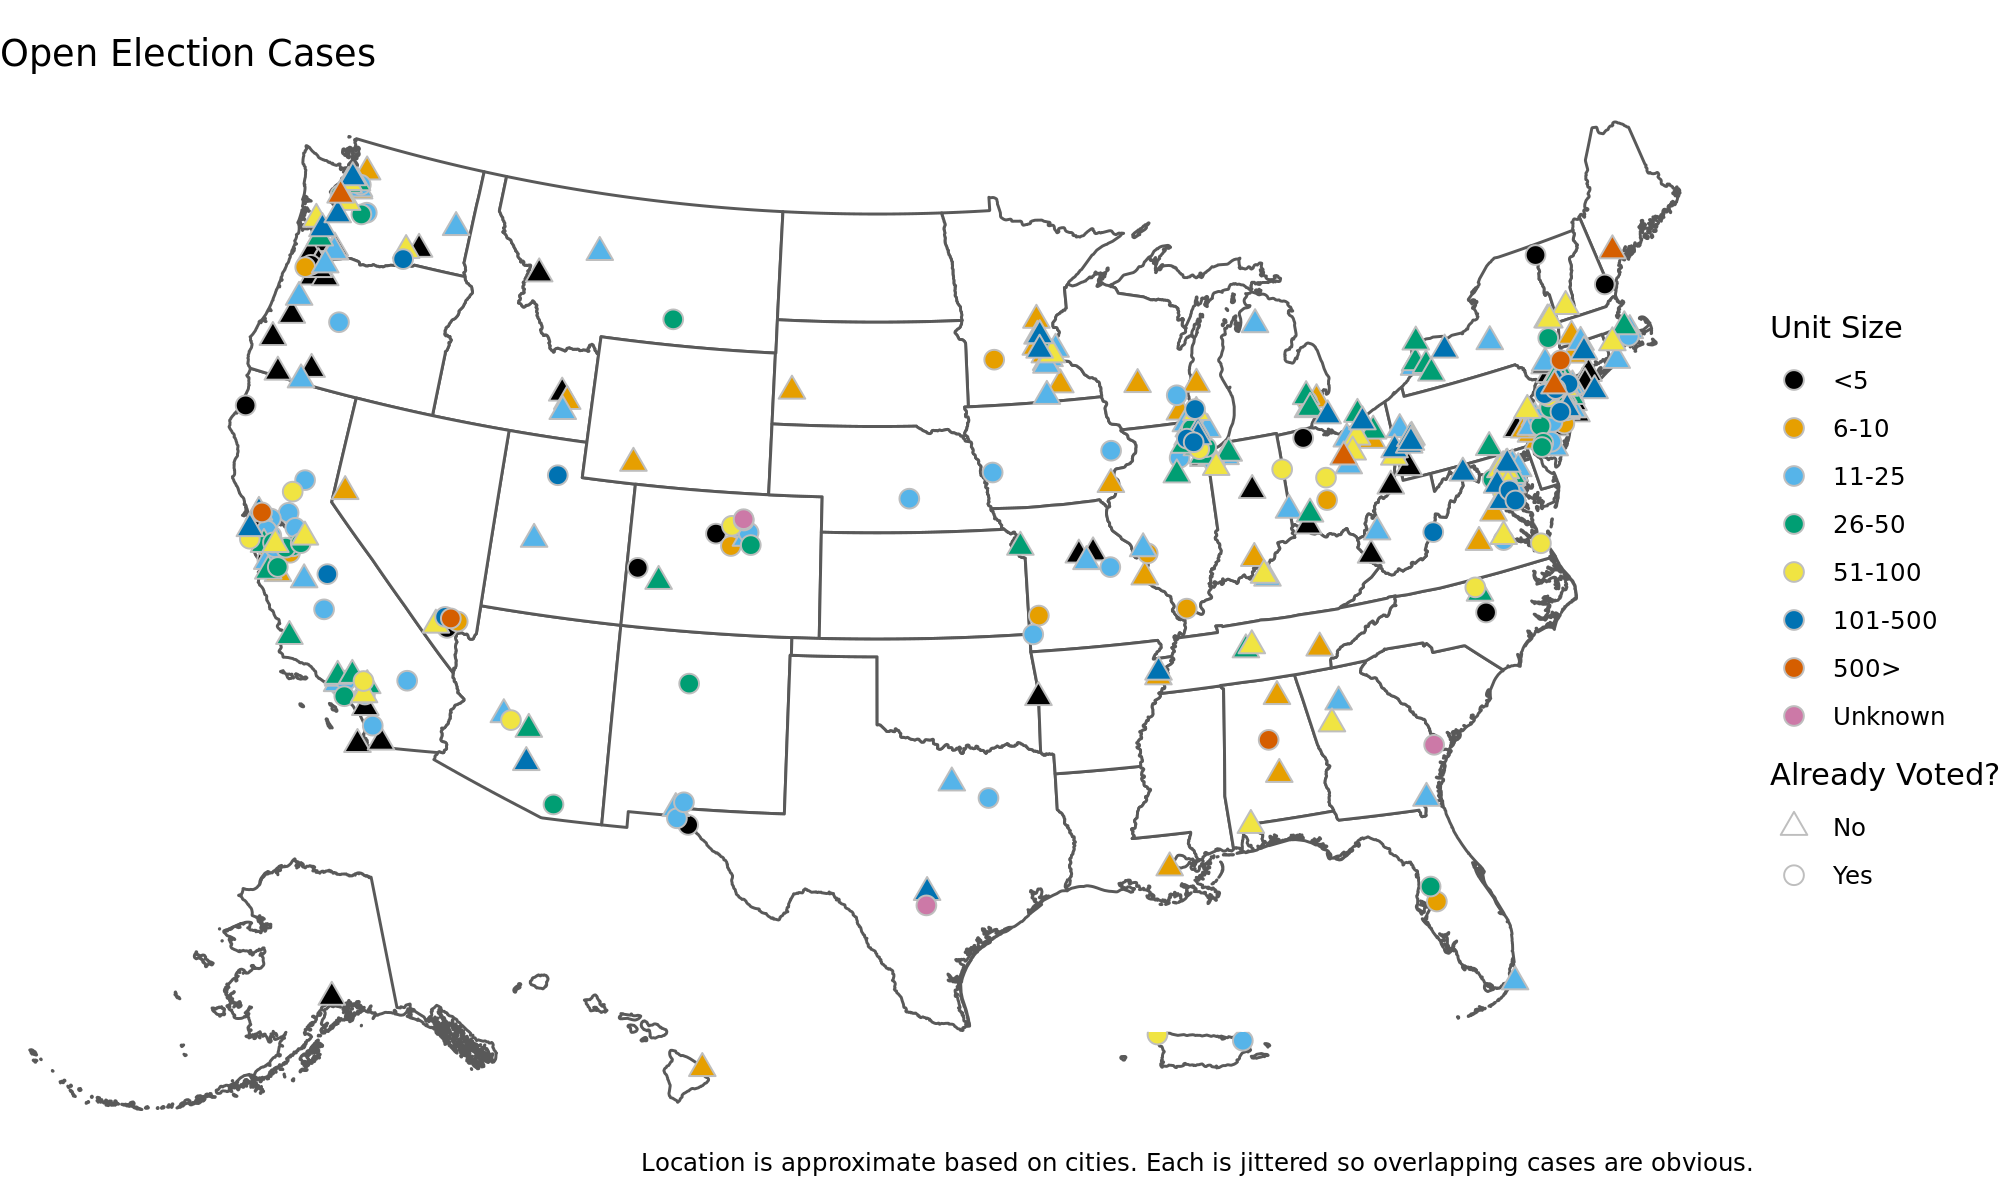 Open Election Cases
Unit Size
<5
6-10
11-25
26-50
51-100
101-500
500>
Unknown
Already Voted?
No
Yes
Location is approximate based on cities. Each is jittered so overlapping cases are obvious.